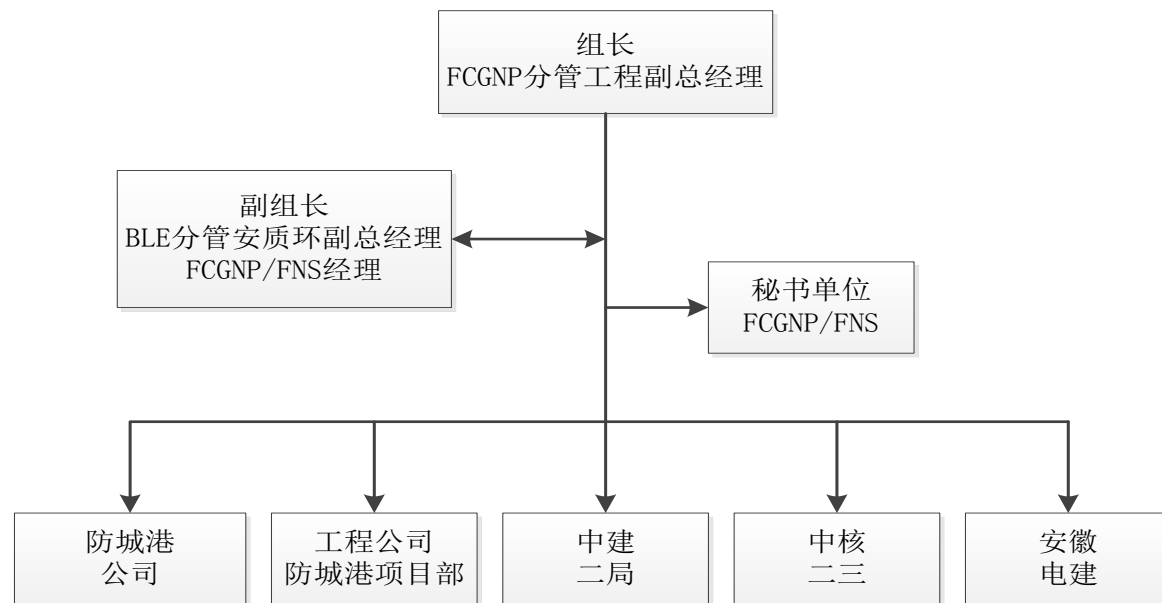 组长
FCGNP分管工程副总经理
副组长
BLE分管安质环副总经理
FCGNP/FNS经理
秘书单位
FCGNP/FNS
防城港
公司
工程公司
防城港项目部
中建
二局
中核
二三
安徽
电建